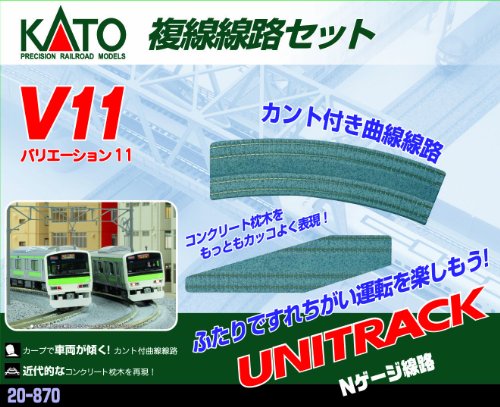 KATO
PRECISION RAILROAD MODELS
複線線路セット
V11
バリエーション11
カント付き曲線線路
コンクリート枕木を
もっともカッコよく表現!
ふたりですれちがい運転を楽しもう!
UNITRACK
Nゲージ線路
カーブで車両が傾く! カント付曲線線路
近代的なコンクリート枕木を再現!
20-870